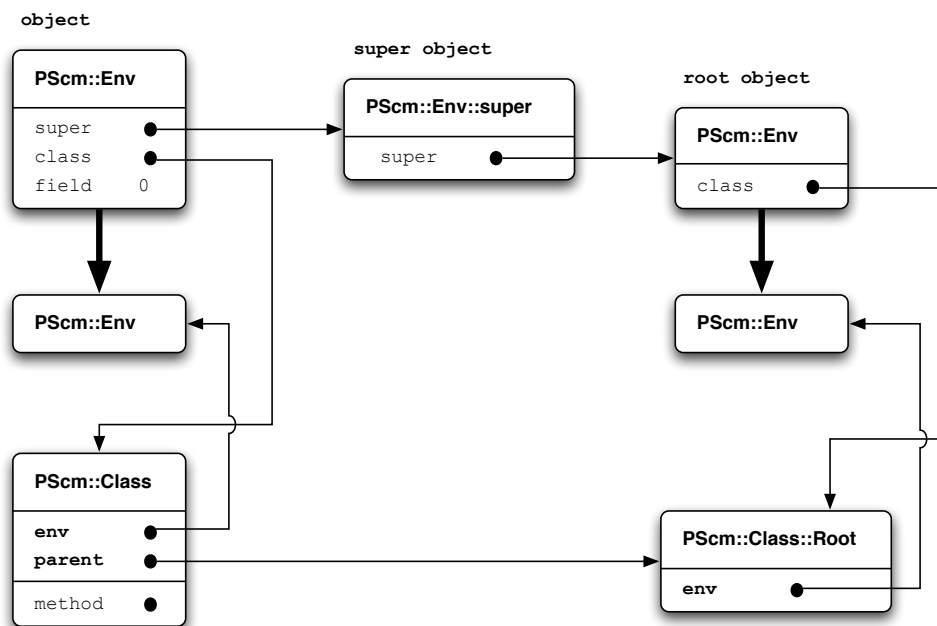 object
PScm::Env
super
class
field 0
super object
PScm::Env::super
super
root object
PScm::Env
class
PScm::Env
PScm::Env
PScm::Class
env
parent
method
PScm::Class::Root
env